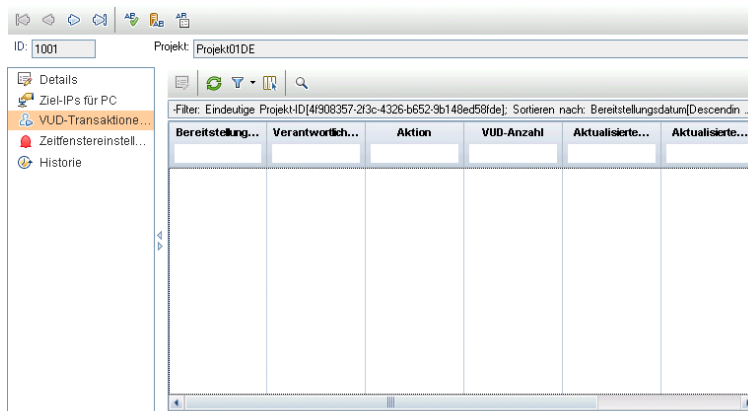 ID: 1001 Projekt: Projekt01DE
Details
Ziel-IPs für PC
VUD-Transaktione...
Zeitfenstereinstell...
Historie
-Filter: Eindeutige Projekt-ID[4f908357-2f3c-4326-b652-9b148ed58fde]; Sortieren nach: Bereitstellungsdatum[Descendin ...
Bereitstellung... Verantwortlich... Aktion VUD-Anzahl Aktualisierte... Aktualisierte...